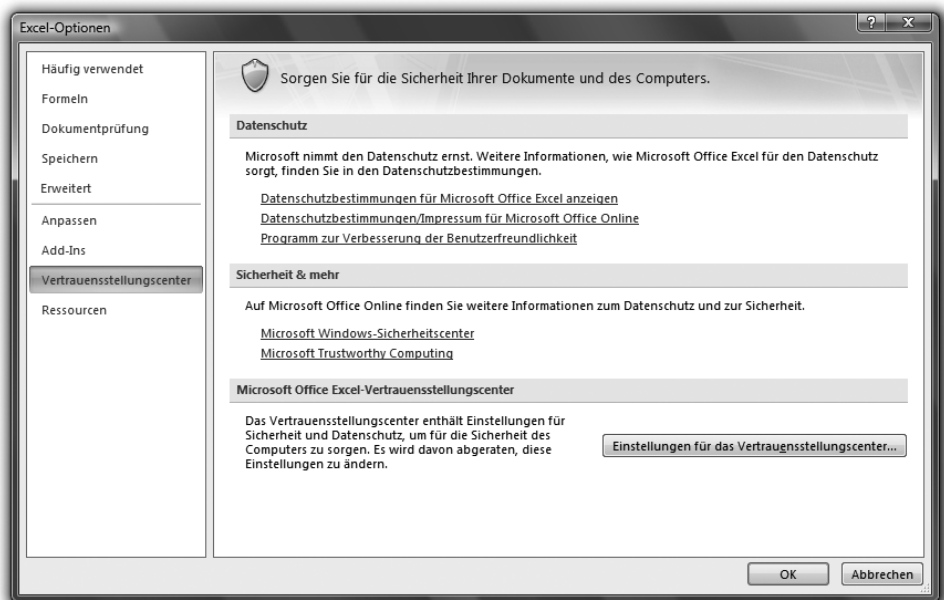 Excel-Optionen
Häufig verwendet
Formeln
Dokumentprüfung
Speichern
Erweitert
Anpassen
Add-Ins
Vertrauensstellungscenter
Ressourcen
Sorgen Sie für die Sicherheit Ihrer Dokumente und des Computers.
Datenschutz
Microsoft nimmt den Datenschutz ernst. Weitere Informationen, wie Microsoft Office Excel für den Datenschutz
sorgt, finden Sie in den Datenschutzbestimmungen.
Datenschutzbestimmungen für Microsoft Office Excel anzeigen
Datenschutzbestimmungen/Impressum für Microsoft Office Online
Programm zur Verbesserung der Benutzerfreundlichkeit
Sicherheit & mehr
Auf Microsoft Office Online finden Sie weitere Informationen zum Datenschutz und zur Sicherheit.
Microsoft Windows-Sicherheitscenter
Microsoft Trustworthy Computing
Microsoft Office Excel-Vertrauensstellungscenter
Das Vertrauensstellungscenter enthält Einstellungen für
Sicherheit und Datenschutz, um für die Sicherheit des
Computers zu sorgen. Es wird davon abgeraten, diese
Einstellungen zu ändern.
Einstellungen für das Vertrauensstellungscenter...
OK
Abbrechen